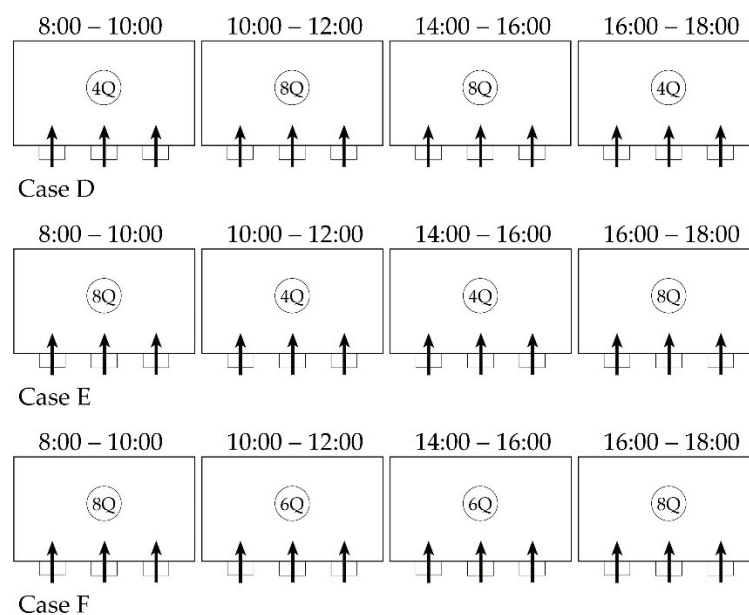 8:00 – 10:00 10:00 – 12:00 14:00 – 16:00 16:00 – 18:00
4Q 8Q 8Q 4Q
Case D
8:00 – 10:00 10:00 – 12:00 14:00 – 16:00 16:00 – 18:00
8Q 4Q 4Q 8Q
Case E
8:00 – 10:00 10:00 – 12:00 14:00 – 16:00 16:00 – 18:00
8Q 6Q 6Q 8Q
Case F